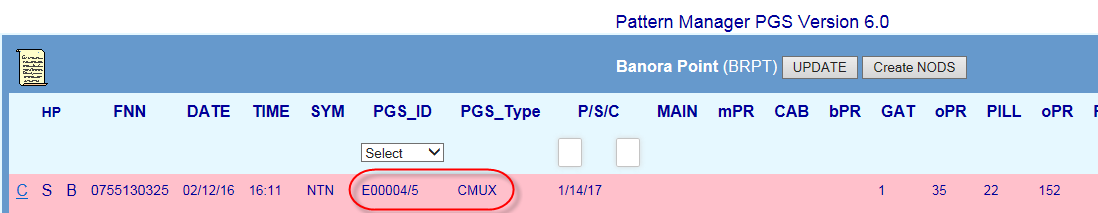 Pattern Manager PGS Version 6.0
Banora Point (BRPT) UPDATE Create NODS
HP FNN DATE TIME SYM PGS_ID PGS_Type P/S/C MAIN mPR CAB bPR GAT oPR PILL oPR
Select
C S B 0755130325 02/12/16 16:11 NTN E00004/5 CMUX 1/14/17 1 35 22 152